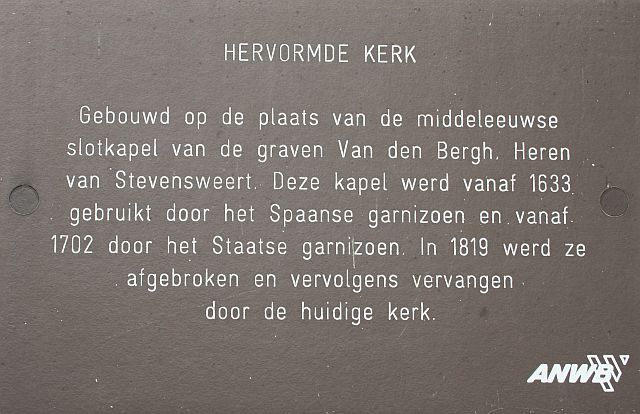 HERVORMDE KERK
Gebouwd op de plaats van de middeleeuwse
slotkapel van de graven Van den Bergh, Heren
van Stevensweert. Deze kapel werd vanaf 1633
gebruikt door het Spaanse garnizoen en vanaf
1702 door het Staatse garnizoen. In 1819 werd ze
afgebroken en vervolgens vervangen
door de huidige kerk.
ANWB